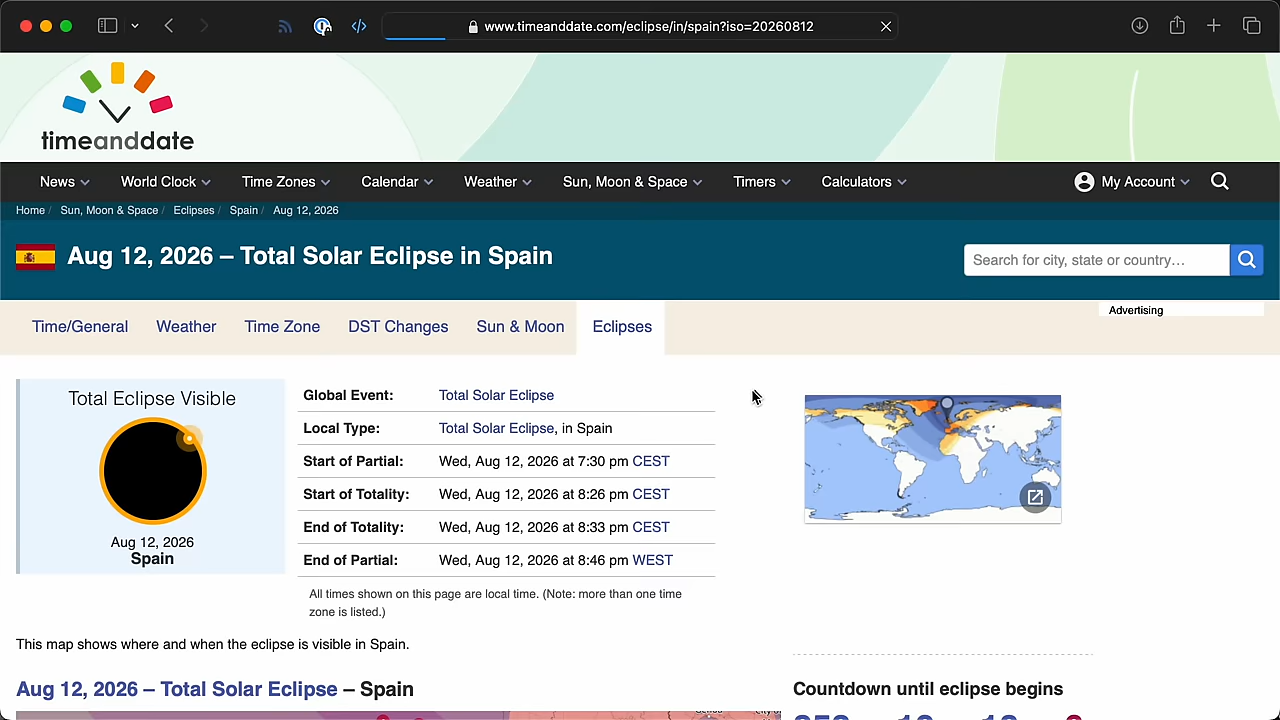 www.timeanddate.com/eclipse/in/spain?iso=20260812
timeanddate
News World Clock Time Zones Calendar Weather Sun, Moon & Space Timers Calculators My Account
Home / Sun, Moon & Space / Eclipses / Spain / Aug 12, 2026
Aug 12, 2026 – Total Solar Eclipse in Spain
Search for city, state or country…
Time/General Weather Time Zone DST Changes Sun & Moon Eclipses
Advertising
Total Eclipse Visible
Aug 12, 2026
Spain
Global Event: Total Solar Eclipse
Local Type: Total Solar Eclipse, in Spain
Start of Partial: Wed, Aug 12, 2026 at 7:30 pm CEST
Start of Totality: Wed, Aug 12, 2026 at 8:26 pm CEST
End of Totality: Wed, Aug 12, 2026 at 8:33 pm CEST
End of Partial: Wed, Aug 12, 2026 at 8:46 pm WEST
All times shown on this page are local time. (Note: more than one time
zone is listed.)
This map shows where and when the eclipse is visible in Spain.
Aug 12, 2026 – Total Solar Eclipse – Spain
Countdown until eclipse begins